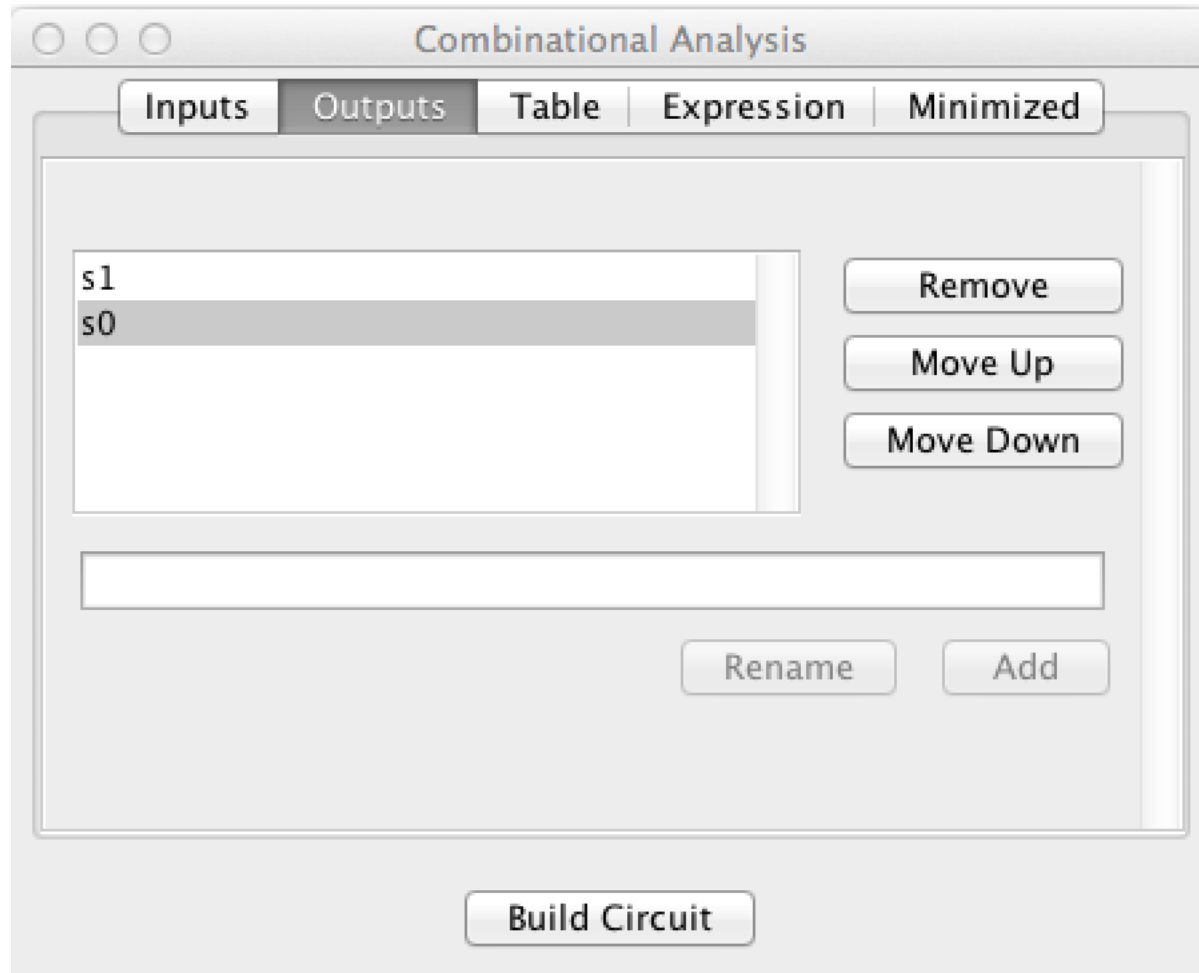 Combinational Analysis
Inputs Outputs Table Expression Minimized
s1
s0
Remove
Move Up
Move Down
Rename Add
Build Circuit